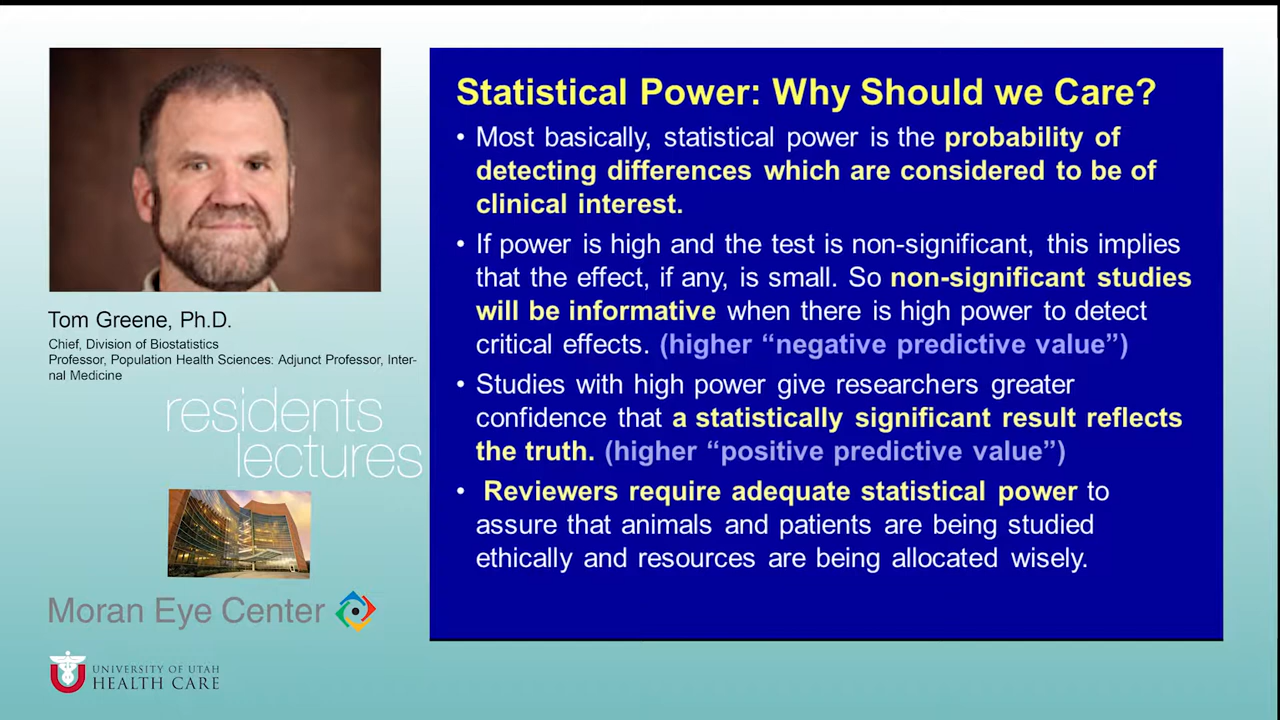 Tom Greene, Ph.D.
Chief, Division of Biostatistics
Professor, Population Health Sciences: Adjunct Professor, Inter-
nal Medicine
residents
lectures
Moran Eye Center
UNIVERSITY OF UTAH
HEALTH CARE
Statistical Power: Why Should we Care?
• Most basically, statistical power is the probability of
detecting differences which are considered to be of
clinical interest.
• If power is high and the test is non-significant, this implies
that the effect, if any, is small. So non-significant studies
will be informative when there is high power to detect
critical effects. (higher “negative predictive value”)
• Studies with high power give researchers greater
confidence that a statistically significant result reflects
the truth. (higher “positive predictive value”)
• Reviewers require adequate statistical power to
assure that animals and patients are being studied
ethically and resources are being allocated wisely.